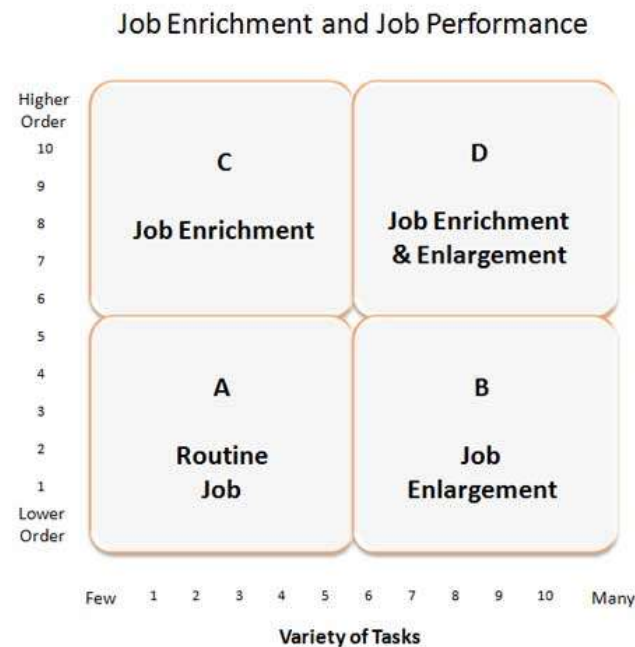 Job Enrichment and Job Performance
Higher
Order
10
9
8
7
6
5
4
3
2
1
Lower
Order
C
Job Enrichment
D
Job Enrichment
& Enlargement
A
Routine
Job
B
Job
Enlargement
Few 1 2 3 4 5 6 7 8 9 10 Many
Variety of Tasks